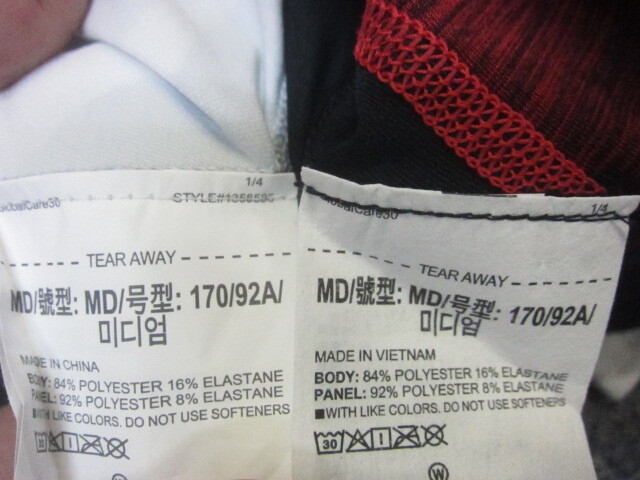 GlobalCare30
1/4
STYLE#1358595
TEAR AWAY
MD/號型: MD/号型: 170/92A/
미디엄
MADE IN CHINA
BODY: 84% POLYESTER 16% ELASTANE
PANEL: 92% POLYESTER 8% ELASTANE
■WITH LIKE COLORS. DO NOT USE SOFTENERS
30
GlobalCare30
1/4
TEAR AWAY
MD/號型: MD/号型: 170/92A/
미디엄
MADE IN VIETNAM
BODY: 84% POLYESTER 16% ELASTANE
PANEL: 92% POLYESTER 8% ELASTANE
■WITH LIKE COLORS. DO NOT USE SOFTENERS
30
W